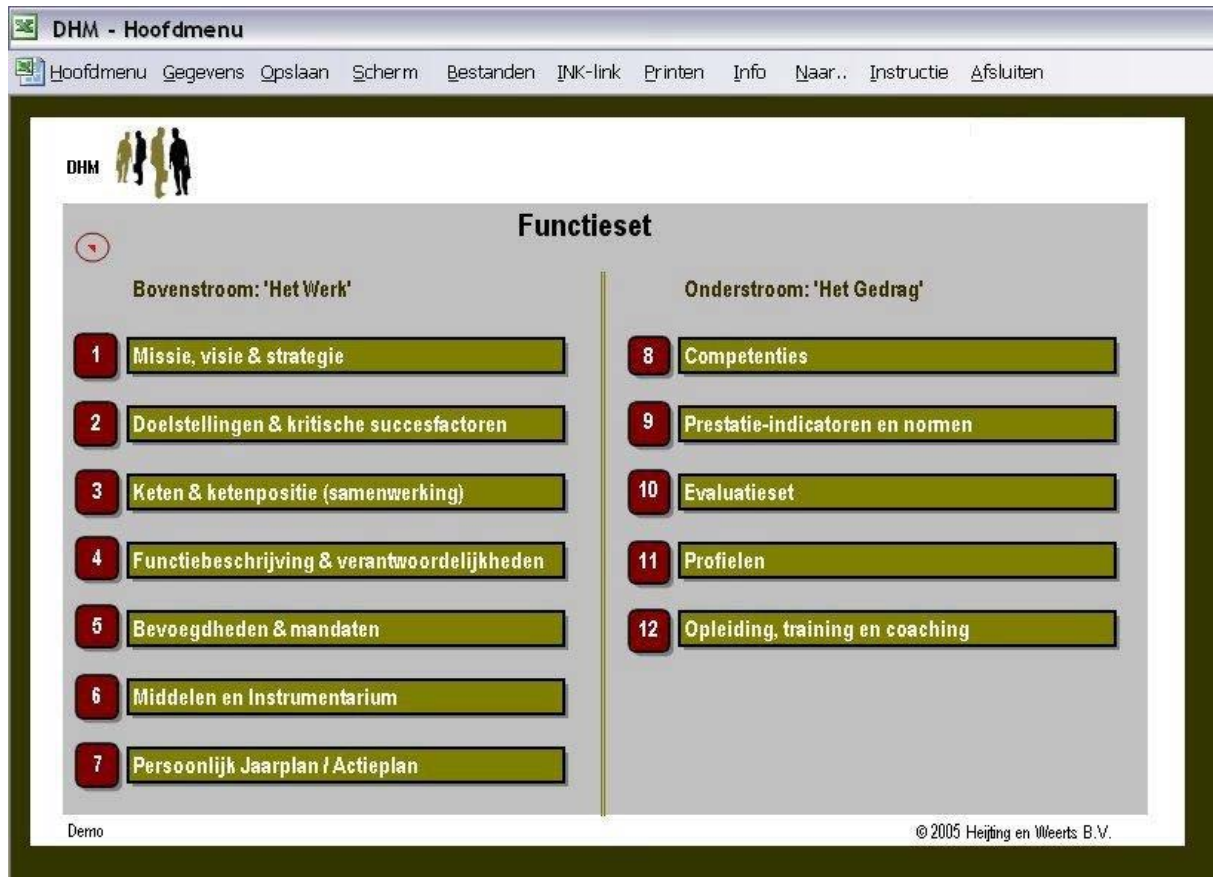 DHM - Hoofdmenu
Hoofdmenu Gegevens Opslaan Scherm Bestanden INK-link Printen Info Naar.. Instructie Afsluiten
DHM
Functieset
Bovenstroom: 'Het Werk'
1 Missie, visie & strategie
2 Doelstellingen & kritische succesfactoren
3 Keten & ketenpositie (samenwerking)
4 Functiebeschrijving & verantwoordelijkheden
5 Bevoegdheden & mandaten
6 Middelen en Instrumentarium
7 Persoonlijk Jaarplan / Actieplan
Onderstroom: 'Het Gedrag'
8 Competenties
9 Prestatie-indicatoren en normen
10 Evaluatieset
11 Profielen
12 Opleiding, training en coaching
Demo
© 2005 Heijting en Weerts B.V.